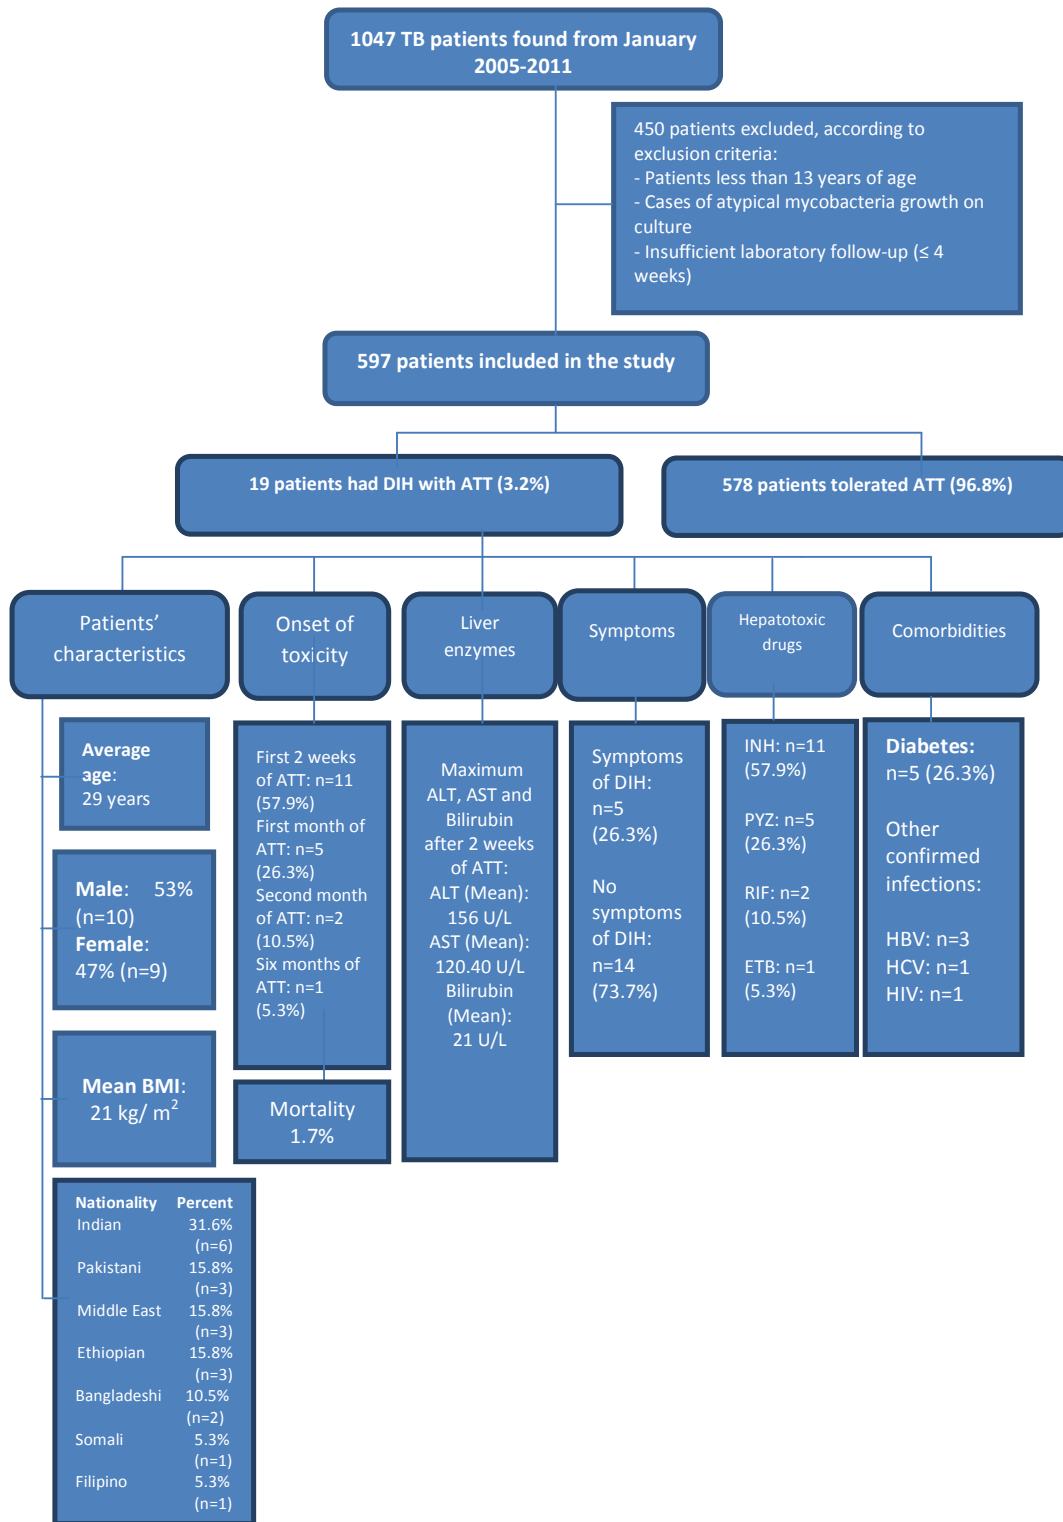 1047 TB patients found from January
2005-2011
450 patients excluded, according to
exclusion criteria:
- Patients less than 13 years of age
- Cases of atypical mycobacteria growth on
culture
- Insufficient laboratory follow-up (≤ 4
weeks)
597 patients included in the study
19 patients had DIH with ATT (3.2%)
578 patients tolerated ATT (96.8%)
Patients'
characteristics
Onset of
toxicity
Liver
enzymes
Symptoms
Hepatotoxic
drugs
Comorbidities
Average
age:
29 years
Male: 53%
(n=10)
Female:
47% (n=9)
Mean BMI:
21 kg/ m²
Nationality Percent
Indian 31.6%
(n=6)
Pakistani 15.8%
(n=3)
Middle East 15.8%
(n=3)
Ethiopian 15.8%
(n=3)
Bangladeshi 10.5%
(n=2)
Somali 5.3%
(n=1)
Filipino 5.3%
(n=1)
First 2 weeks
of ATT: n=11
(57.9%)
First month of
ATT: n=5
(26.3%)
Second month
of ATT: n=2
(10.5%)
Six months of
ATT: n=1
(5.3%)
Mortality
1.7%
Maximum
ALT, AST and
Bilirubin
after 2 weeks
of ATT:
ALT (Mean):
156 U/L
AST (Mean):
120.40 U/L
Bilirubin
(Mean):
21 U/L
Symptoms
of DIH:
n=5
(26.3%)
No
symptoms
of DIH:
n=14
(73.7%)
INH: n=11
(57.9%)
PYZ: n=5
(26.3%)
RIF: n=2
(10.5%)
ETB: n=1
(5.3%)
Diabetes:
n=5 (26.3%)
Other
confirmed
infections:
HBV: n=3
HCV: n=1
HIV: n=1